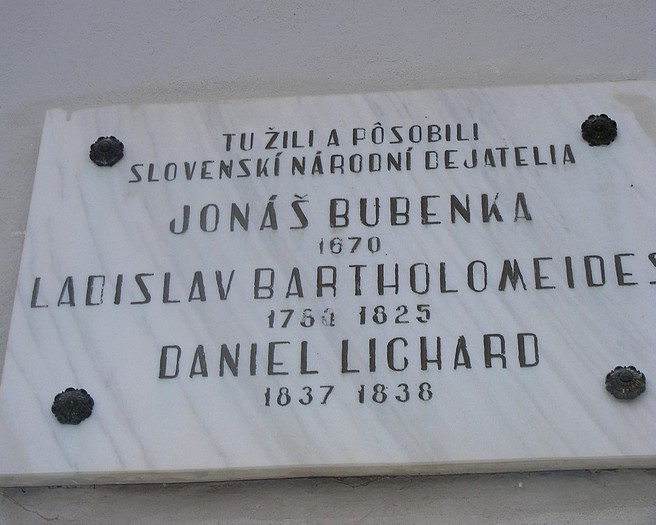 TU ŽILI A PÔSOBILI
SLOVENSKÍ NÁRODNÍ DEJATELIA
JONÁŠ BUBENKA
1670
LADISLAV BARTHOLOMEIDES
1825
DANIEL LICHARD
1837 1838